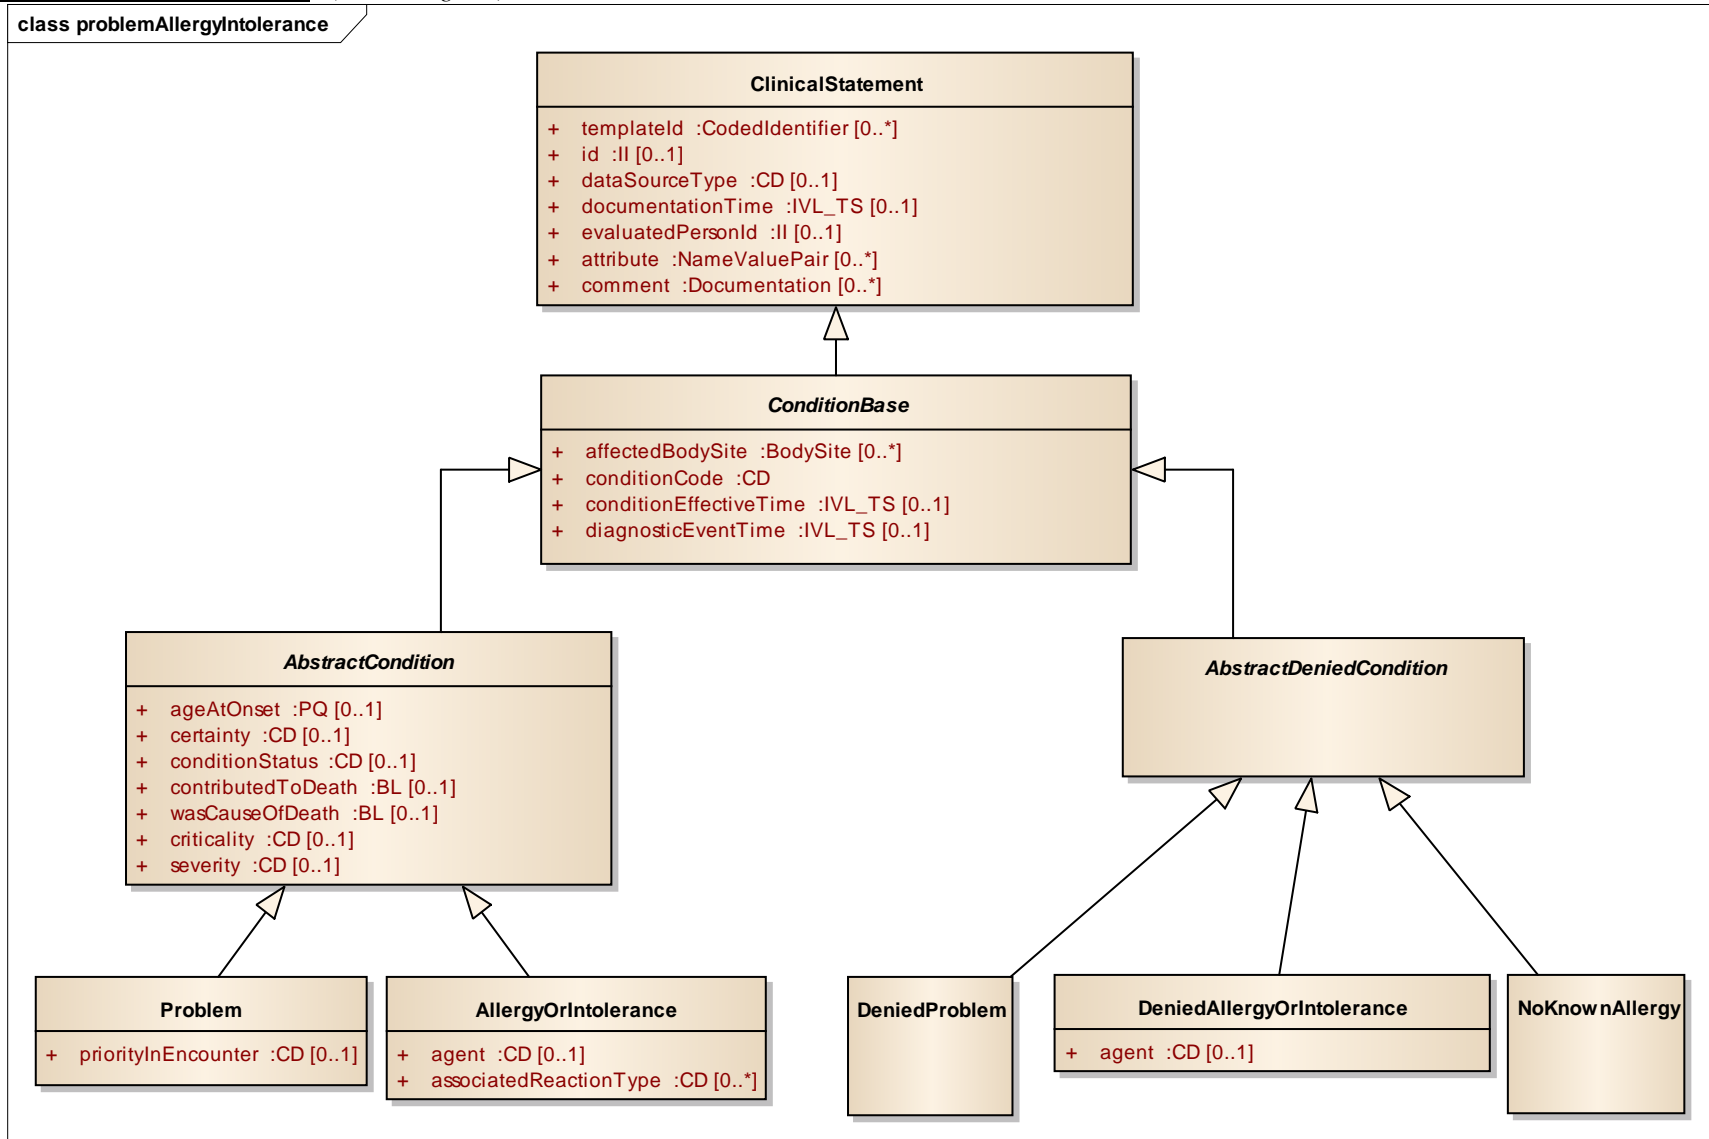 class problemAllergyIntolerance
ClinicalStatement
+ templateId :CodedIdentifier [0..*]
+ id :II [0..1]
+ dataSourceType :CD [0..1]
+ documentationTime :IVL_TS [0..1]
+ evaluatedPersonId :II [0..1]
+ attribute :NameValuePair [0..*]
+ comment :Documentation [0..*]
ConditionBase
+ affectedBodySite :BodySite [0..*]
+ conditionCode :CD
+ conditionEffectiveTime :IVL_TS [0..1]
+ diagnosticEventTime :IVL_TS [0..1]
AbstractCondition
+ ageAtOnset :PQ [0..1]
+ certainty :CD [0..1]
+ conditionStatus :CD [0..1]
+ contributedToDeath :BL [0..1]
+ wasCauseOfDeath :BL [0..1]
+ criticality :CD [0..1]
+ severity :CD [0..1]
AbstractDeniedCondition
Problem
+ priorityInEncounter :CD [0..1]
AllergyOrIntolerance
+ agent :CD [0..1]
+ associatedReactionType :CD [0..*]
DeniedProblem
DeniedAllergyOrIntolerance
+ agent :CD [0..1]
NoKnownAllergy